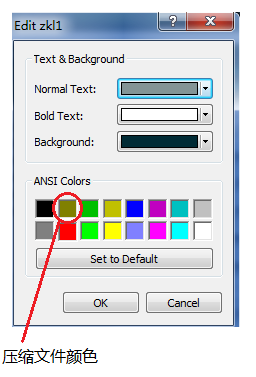 Edit zkl1
Text & Background
Normal Text:
Bold Text:
Background:
ANSI Colors
Set to Default
OK
Cancel
压缩文件颜色